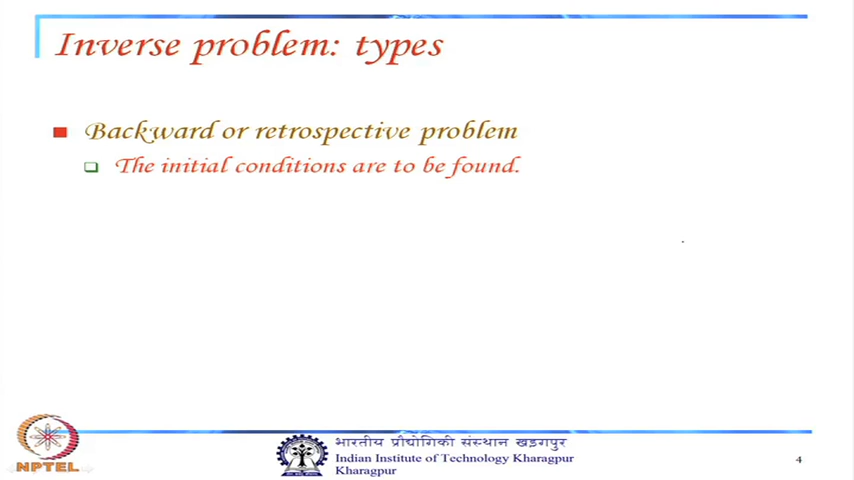 Inverse problem: types
Backward or retrospective problem
The initial conditions are to be found.
भारतीय प्रौद्योगिकी संस्थान खड़गपुर
Indian Institute of Technology Kharagpur
Kharagpur
NPTEL
4